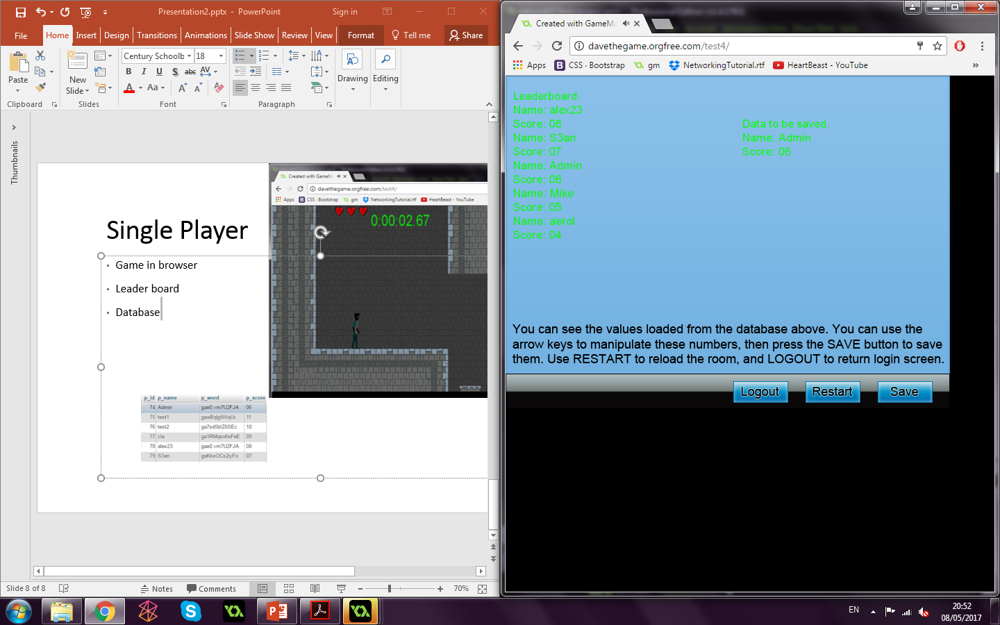 Presentation2.pptx - PowerPoint
Sign in
File Home Insert Design Transitions Animations Slide Show Review View Format Tell me Share
Century Schoolb 18
Paste
New Slide
B I U S abc AV
A Aa A A
Drawing
Editing
Clipboard Slides Font Paragraph
Thumbnails
Created with GameMa
davethegame.orgfree.com/test4/
Apps CSS · Bootstrap gm NetworkingTutorial.rtf HeartBeast - YouTube
0:00:02.67
Single Player
• Game in browser
• Leader board
• Database
p_id p_name p_word p_score
74 Admin gae0.vm7U2FJA 06
75 test1 11
76 test2 10
77 cla 09
78 alex23 gae0.vm7U2FJA 08
79 S3an 07
Slide 8 of 8
Notes Comments
70%
Created with GameMa
davethegame.orgfree.com/test4/
Apps CSS · Bootstrap gm NetworkingTutorial.rtf HeartBeast - YouTube »
Leaderboard.
Name: alex23
Score: 08
Name: S3an
Score: 07
Name: Admin
Score: 06
Name: Mike
Score: 05
Name: aerol
Score: 04
Data to be saved.
Name: Admin
Score: 06
You can see the values loaded from the database above. You can use the
arrow keys to manipulate these numbers, then press the SAVE button to save
them. Use RESTART to reload the room, and LOGOUT to return login screen.
Logout Restart Save
EN
20:52
08/05/2017